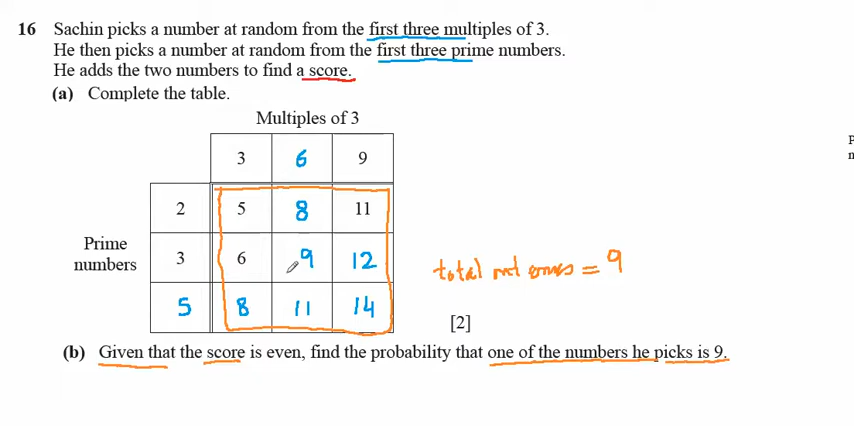 16 Sachin picks a number at random from the first three multiples of 3.
He then picks a number at random from the first three prime numbers.
He adds the two numbers to find a score.
(a) Complete the table.
Multiples of 3
3 6 9
2 5 8 11
Prime
numbers
3 6 9 12
5 8 11 14
total = 9
[2]
(b) Given that the score is even, find the probability that one of the numbers he picks is 9.